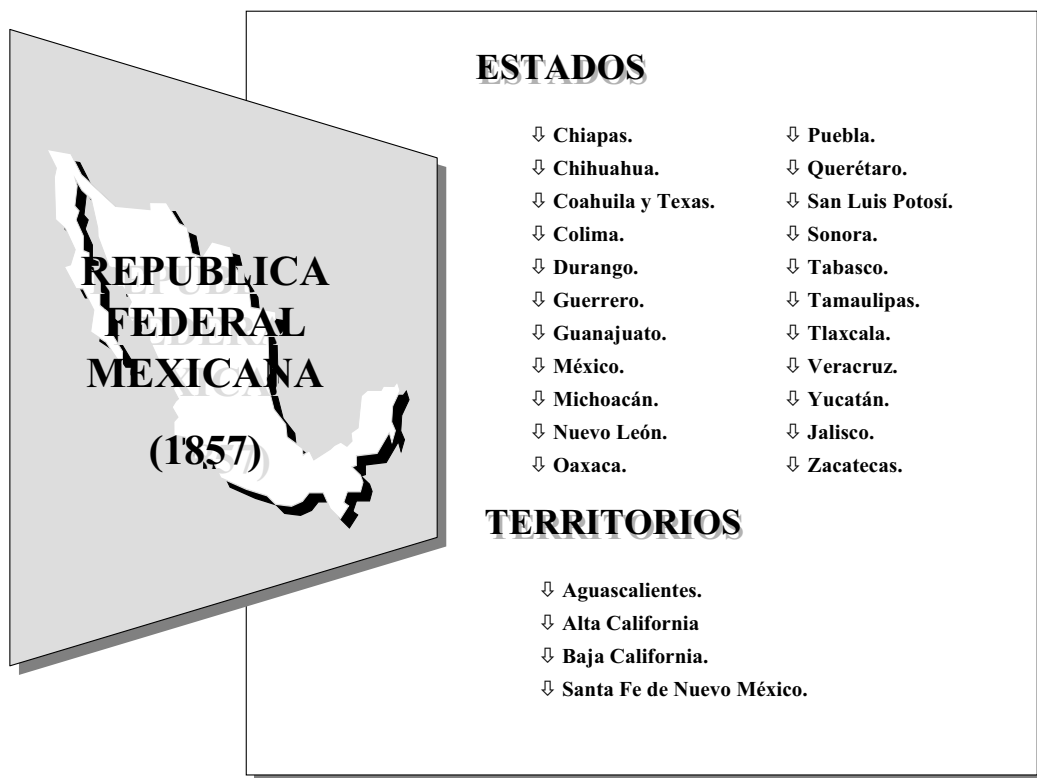 REPUBLICA
FEDERAL
MEXICANA
(1857)
ESTADOS
⇩ Chiapas.
⇩ Chihuahua.
⇩ Coahuila y Texas.
⇩ Colima.
⇩ Durango.
⇩ Guerrero.
⇩ Guanajuato.
⇩ México.
⇩ Michoacán.
⇩ Nuevo León.
⇩ Oaxaca.
⇩ Puebla.
⇩ Querétaro.
⇩ San Luis Potosí.
⇩ Sonora.
⇩ Tabasco.
⇩ Tamaulipas.
⇩ Tlaxcala.
⇩ Veracruz.
⇩ Yucatán.
⇩ Jalisco.
⇩ Zacatecas.
TERRITORIOS
⇩ Aguascalientes.
⇩ Alta California
⇩ Baja California.
⇩ Santa Fe de Nuevo México.